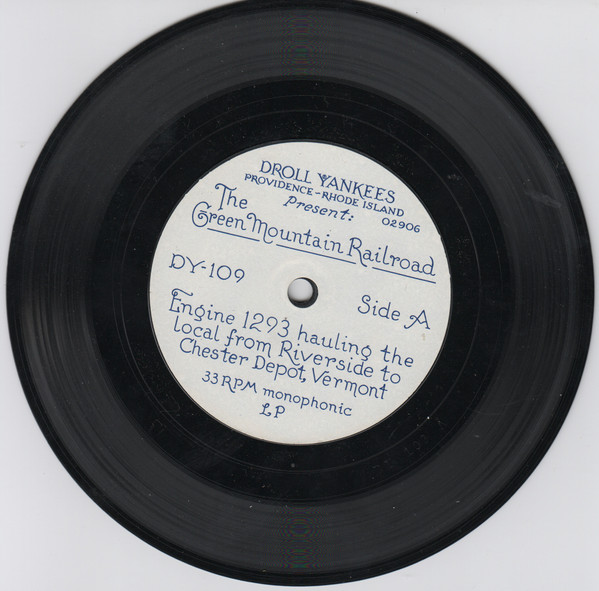 DROLL YANKEES
PROVIDENCE-RHODE ISLAND
present: 02906
The
Green Mountain Railroad
DY-109
Side A
Engine 1293 hauling the
local from Riverside to
Chester Depot, Vermont
33 RPM monophonic
LP